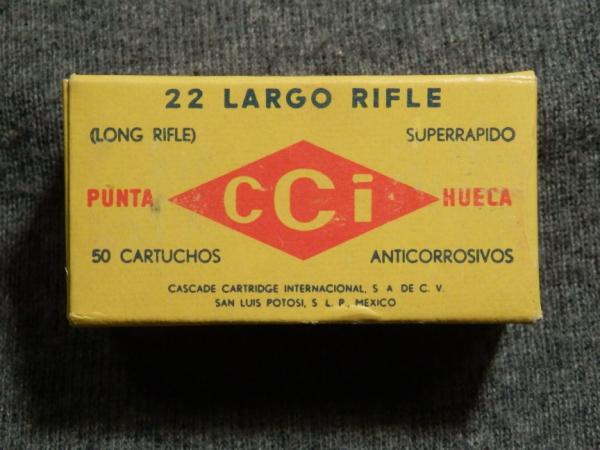 22 LARGO RIFLE
(LONG RIFLE) SUPERRAPIDO
PUNTA CCi HUECA
50 CARTUCHOS ANTICORROSIVOS
CASCADE CARTRIDGE INTERNACIONAL, S A DE C. V.
SAN LUIS POTOSI, S L. P., MEXICO